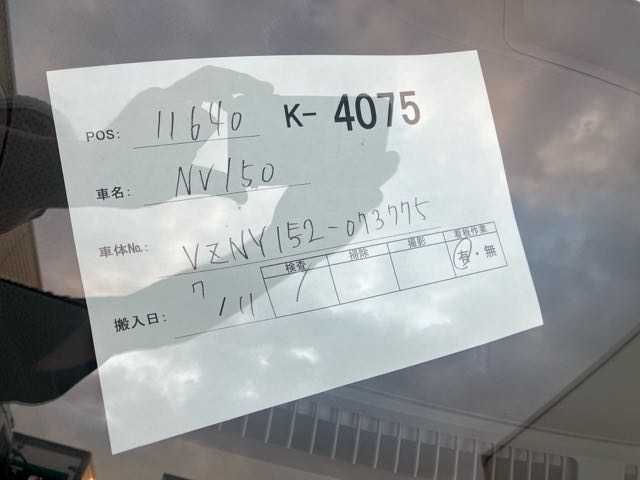 POS: 11640 K-4075
車名: NV150
車体No.: VZNY152-073775
搬入日: 7/11
検査 掃除 撮影 看板作業
有・無